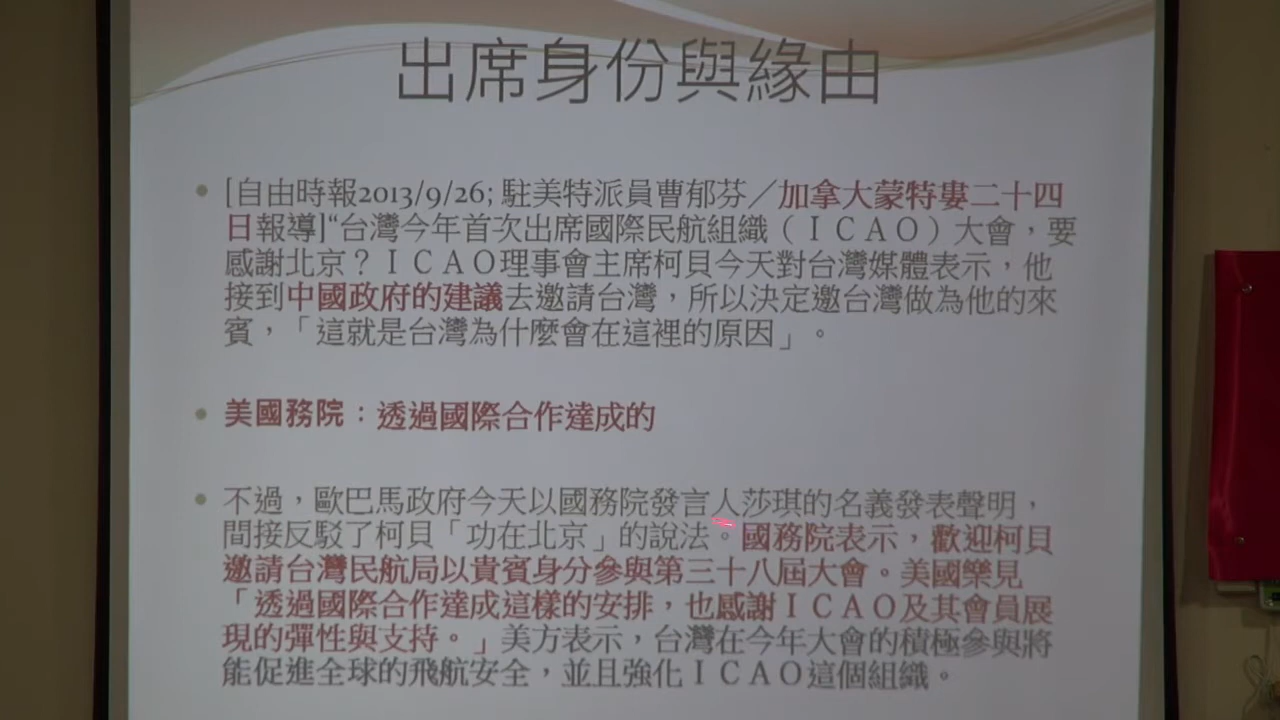 出席身份與緣由
• [自由時報2013/9/26; 駐美特派員曹郁芬／加拿大蒙特婁二十四
日報導]“台灣今年首次出席國際民航組織（ＩＣＡＯ）大會，要
感謝北京？ＩＣＡＯ理事會主席柯貝今天對台灣媒體表示，他
接到中國政府的建議去邀請台灣，所以決定邀台灣做為他的來
賓，「這就是台灣為什麼會在這裡的原因」。
• 美國務院：透過國際合作達成的
• 不過，歐巴馬政府今天以國務院發言人莎琪的名義發表聲明，
間接反駁了柯貝「功在北京」的說法。國務院表示，歡迎柯貝
邀請台灣民航局以貴賓身分參與第三十八屆大會。美國樂見
「透過國際合作達成這樣的安排，也感謝ＩＣＡＯ及其會員展
現的彈性與支持。」美方表示，台灣在今年大會的積極參與將
能促進全球的飛航安全，並且強化ＩＣＡＯ這個組織。